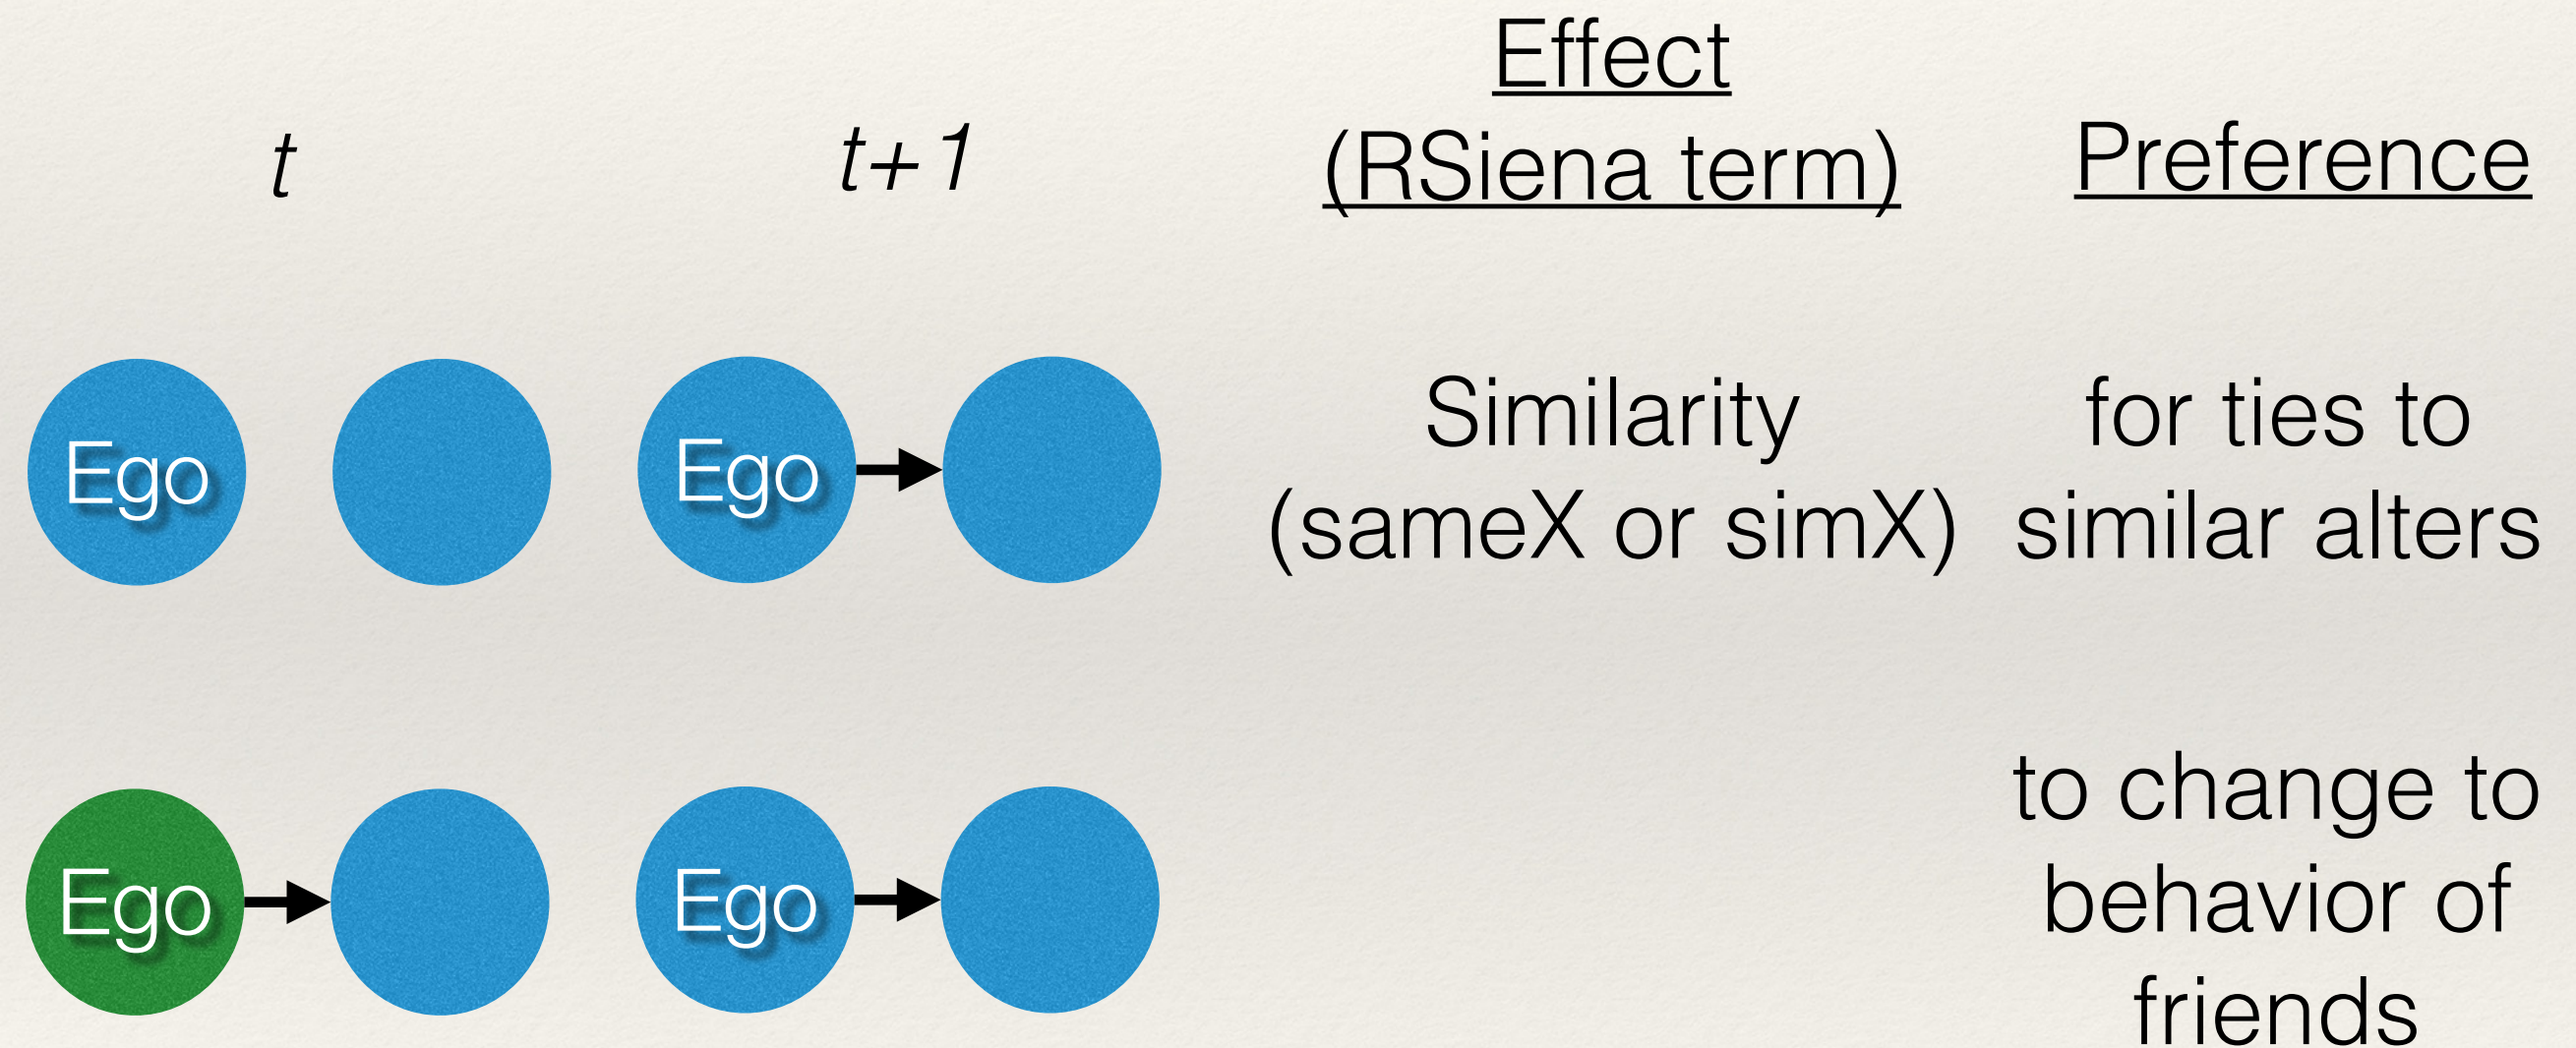 t
t+1
Effect
(RSiena term)
Preference
Ego
Ego
Similarity
(sameX or simX)
for ties to
similar alters
Ego
Ego
to change to
behavior of
friends